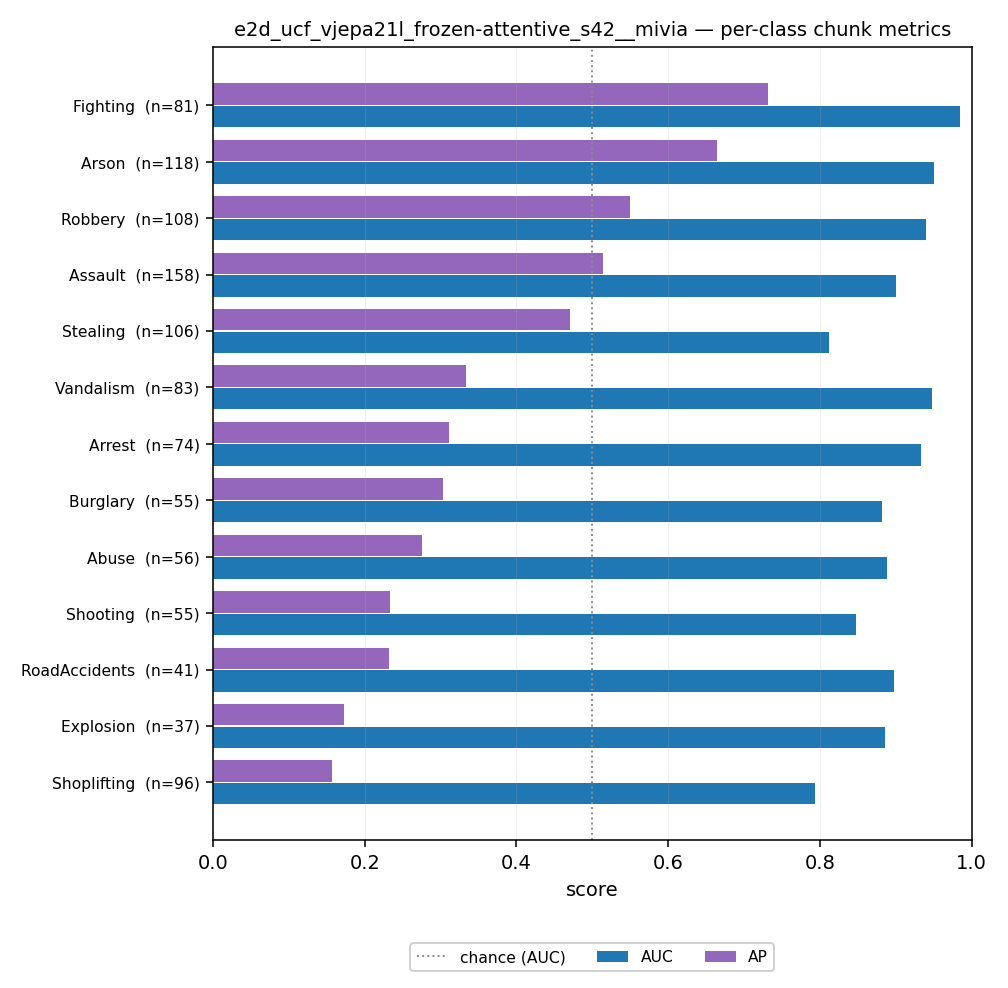 e2d_ucf_vjepa21l_frozen-attentive_s42__mivia — per-class chunk metrics
Fighting (n=81)
Arson (n=118)
Robbery (n=108)
Assault (n=158)
Stealing (n=106)
Vandalism (n=83)
Arrest (n=74)
Burglary (n=55)
Abuse (n=56)
Shooting (n=55)
RoadAccidents (n=41)
Explosion (n=37)
Shoplifting (n=96)
0.0 0.2 0.4 0.6 0.8 1.0
score
chance (AUC) AUC AP